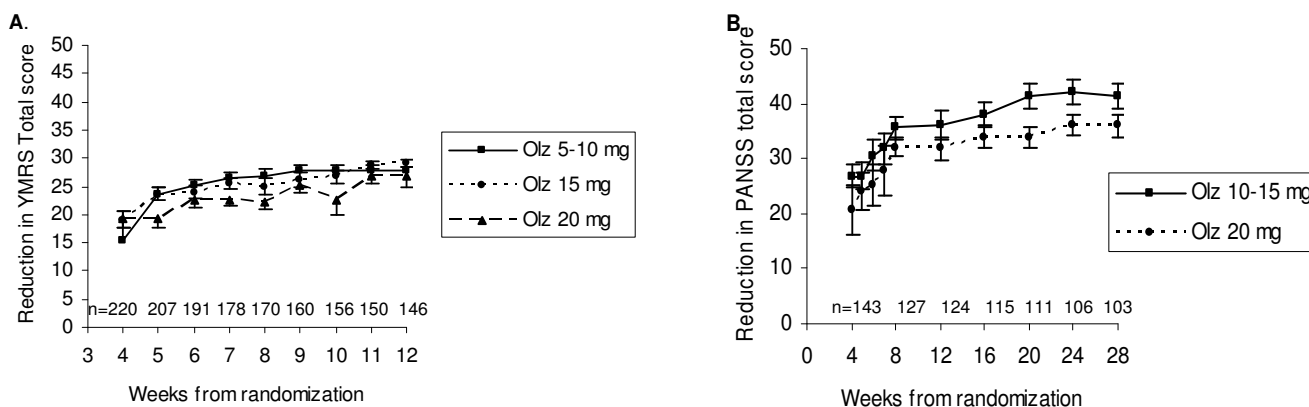 A.
Reduction in YMRS Total score
50
45
40
35
30
25
20
15
10
5
0
n=220 207 191 178 170 160 156 150 146
3 4 5 6 7 8 9 10 11 12
Weeks from randomization
Olz 5-10 mg
Olz 15 mg
Olz 20 mg
B.
Reduction in PANSS total score
50
40
30
20
10
0
n=143 127 124 115 111 106 103
0 4 8 12 16 20 24 28
Weeks from randomization
Olz 10-15 mg
Olz 20 mg